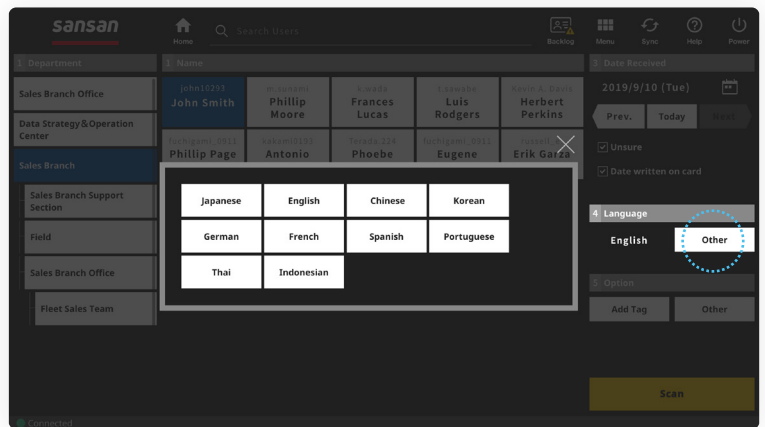 sansan
Home
Search Users
Backlog
Menu
Sync
Help
Power
1 Department
3 Name
3 Date Received
Sales Branch Office
Data Strategy&Operation
Center
Sales Branch
Sales Branch Support
Section
Field
Sales Branch Office
Fleet Sales Team
john10293
John Smith
Phillip
Moore
Frances
Lucas
Luis
Rodgers
Herbert
Perkins
Phillip Page
Antonio
Phoebe
Eugene
Erik Garza
2019/9/10 (Tue)
Prev.
Today
Next
Unsure
Date written on card
Japanese
English
Chinese
Korean
German
French
Spanish
Portuguese
Thai
Indonesian
4 Language
English
Other
5 Option
Add Tag
Other
Scan
Connected